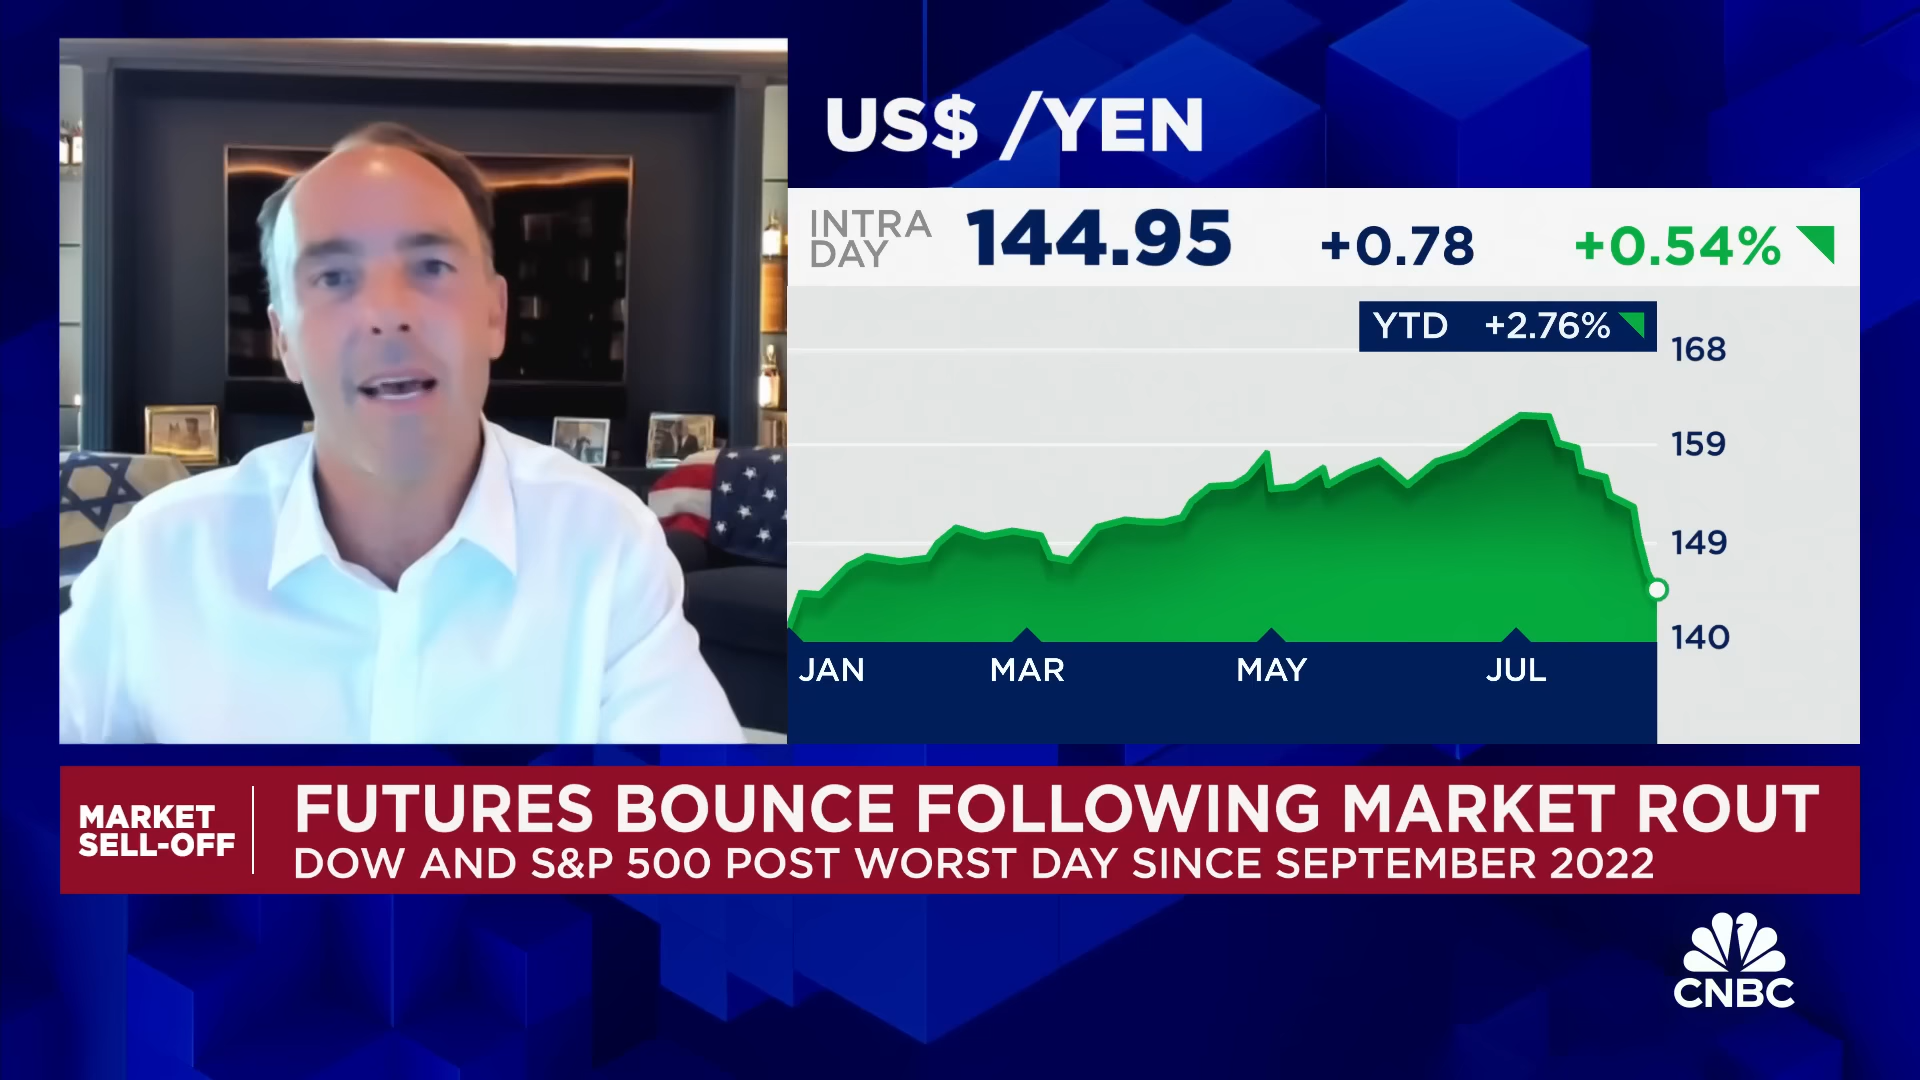 US$ /YEN
INTRA
DAY
144.95
+0.78
+0.54%
YTD +2.76%
168
159
149
140
JAN MAR MAY JUL
MARKET
SELL-OFF
FUTURES BOUNCE FOLLOWING MARKET ROUT
DOW AND S&P 500 POST WORST DAY SINCE SEPTEMBER 2022
CNBC